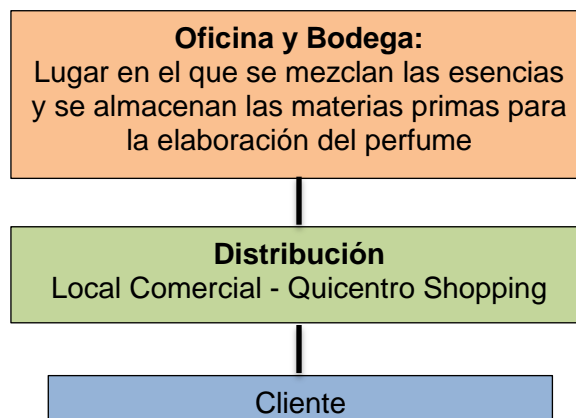 Oficina y Bodega:
Lugar en el que se mezclan las esencias
y se almacenan las materias primas para
la elaboración del perfume
Distribución
Local Comercial - Quicentro Shopping
Cliente